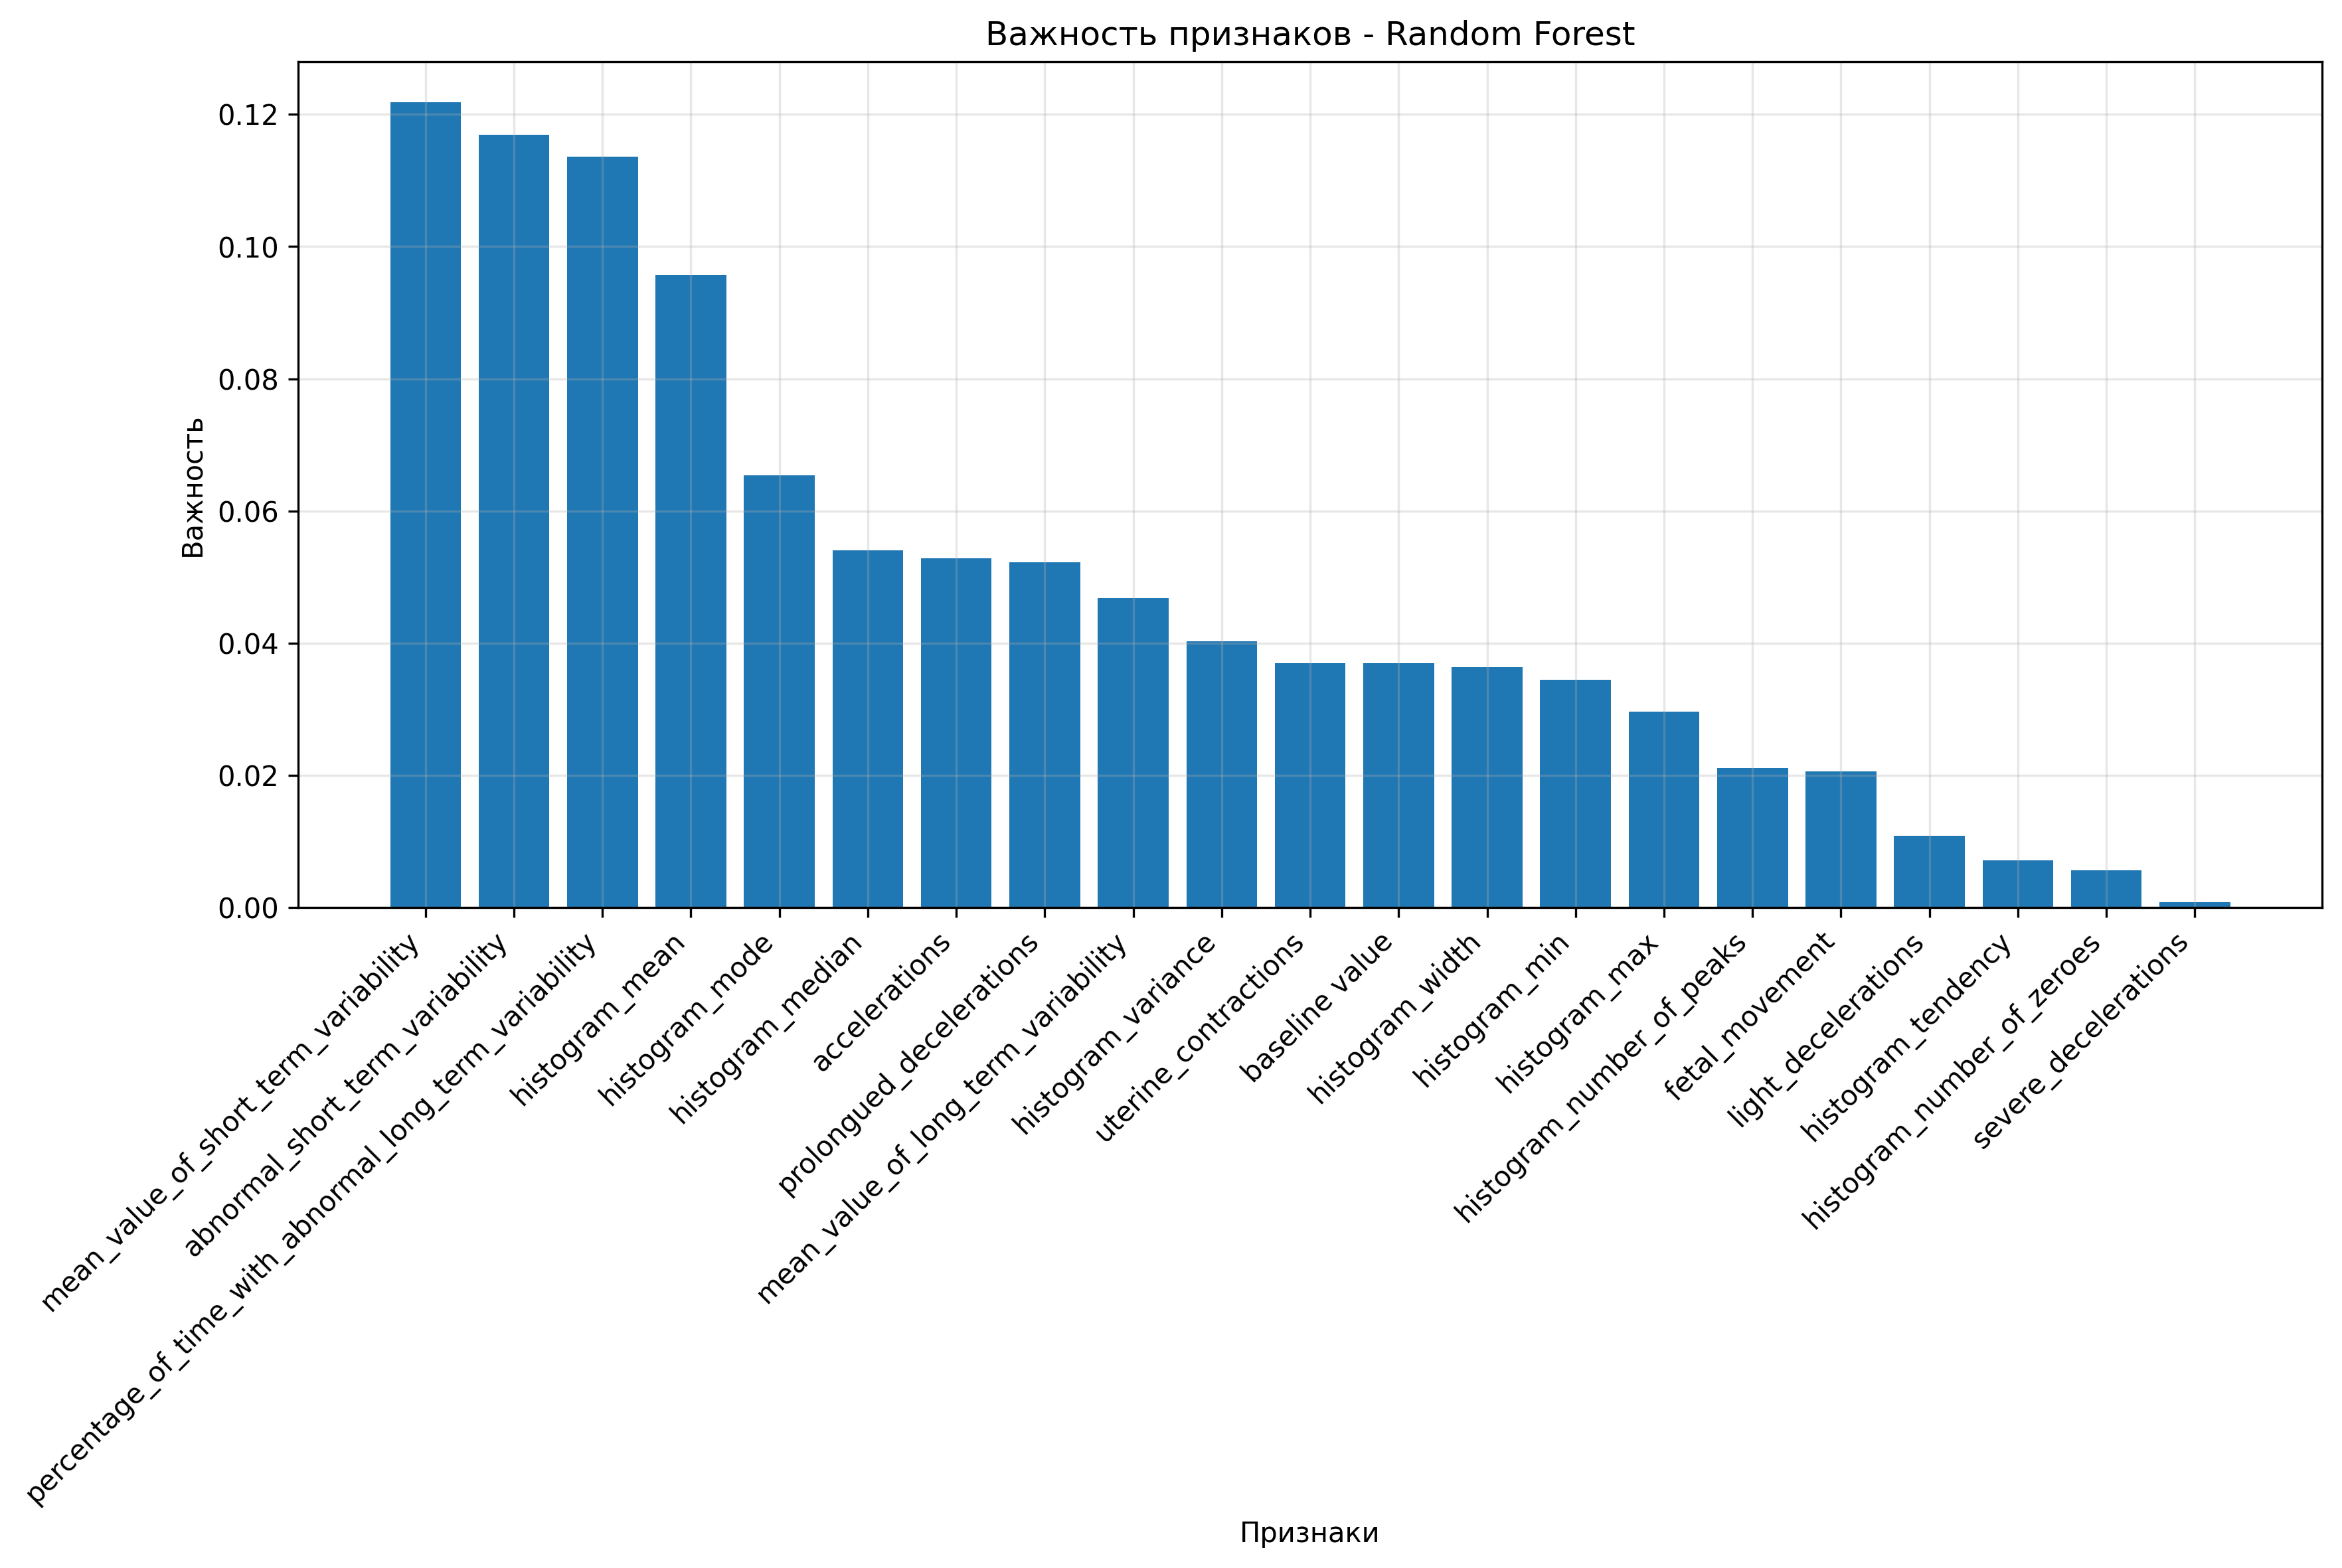 Важность признаков - Random Forest
Важность
0.12
0.10
0.08
0.06
0.04
0.02
0.00
mean_value_of_short_term_variability
abnormal_short_term_variability
percentage_of_time_with_abnormal_long_term_variability
histogram_mean
histogram_mode
histogram_median
accelerations
prolongued_decelerations
mean_value_of_long_term_variability
histogram_variance
uterine_contractions
baseline value
histogram_width
histogram_min
histogram_max
histogram_number_of_peaks
fetal_movement
light_decelerations
histogram_tendency
histogram_number_of_zeroes
severe_decelerations
Признаки